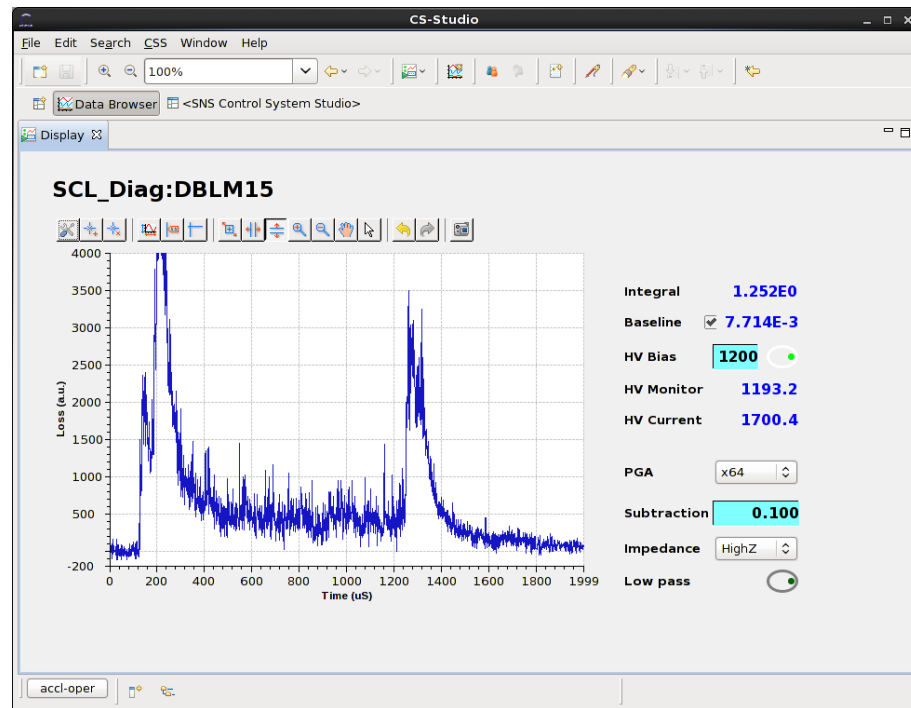 CS-Studio
File Edit Search CSS Window Help
100%
Data Browser <SNS Control System Studio>
Display
SCL_Diag:DBLM15
4000
3500
3000
2500
2000
1500
1000
500
-200
Loss (a.u.)
0 200 400 600 800 1000 1200 1400 1600 1800 1999
Time (uS)
Integral 1.252E0
Baseline 7.714E-3
HV Bias 1200
HV Monitor 1193.2
HV Current 1700.4
PGA x64
Subtraction 0.100
Impedance HighZ
Low pass
accl-oper